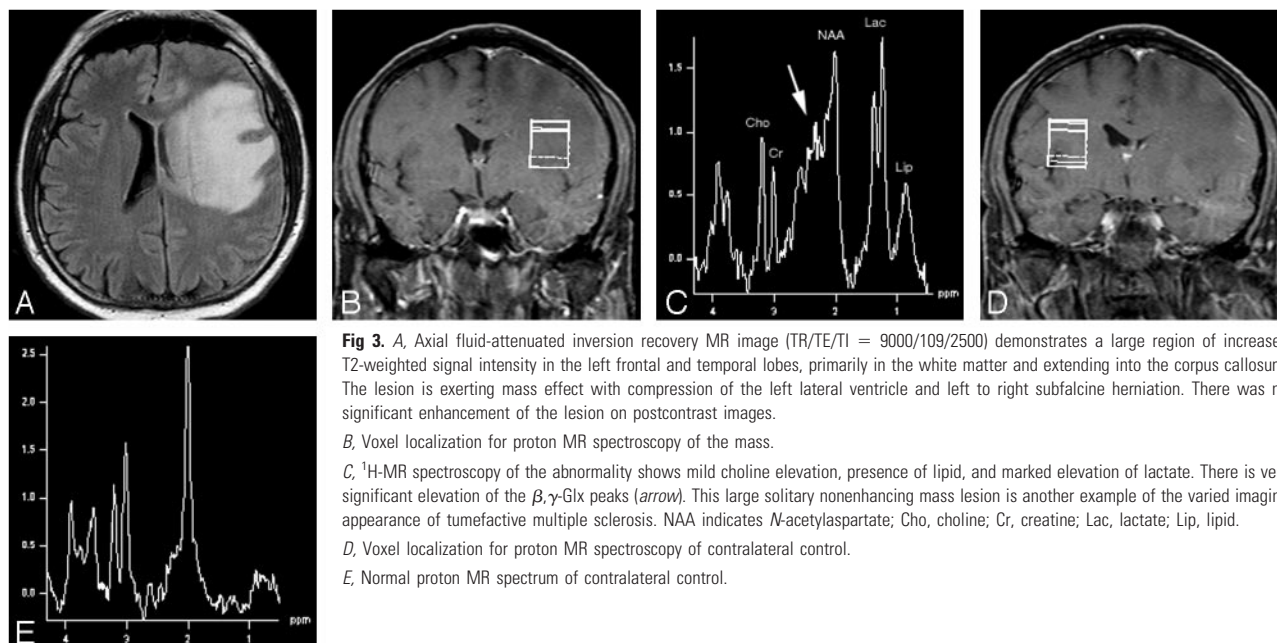 A
B
C
D
E
NAA
Lac
Cho
Cr
Lip
1.5
1.0
0.5
0.0
ppm
4
3
2
1
2.5
2.0
1.5
1.0
0.5
0.0
ppm
4
3
2
1
Fig 3. A, Axial fluid-attenuated inversion recovery MR image (TR/TE/TI = 9000/109/2500) demonstrates a large region of increase
T2-weighted signal intensity in the left frontal and temporal lobes, primarily in the white matter and extending into the corpus callosum
The lesion is exerting mass effect with compression of the left lateral ventricle and left to right subfalcine herniation. There was n
significant enhancement of the lesion on postcontrast images.
B, Voxel localization for proton MR spectroscopy of the mass.
C, ¹H-MR spectroscopy of the abnormality shows mild choline elevation, presence of lipid, and marked elevation of lactate. There is ve
significant elevation of the β,γ-Glx peaks (arrow). This large solitary nonenhancing mass lesion is another example of the varied imagin
appearance of tumefactive multiple sclerosis. NAA indicates N-acetylaspartate; Cho, choline; Cr, creatine; Lac, lactate; Lip, lipid.
D, Voxel localization for proton MR spectroscopy of contralateral control.
E, Normal proton MR spectrum of contralateral control.